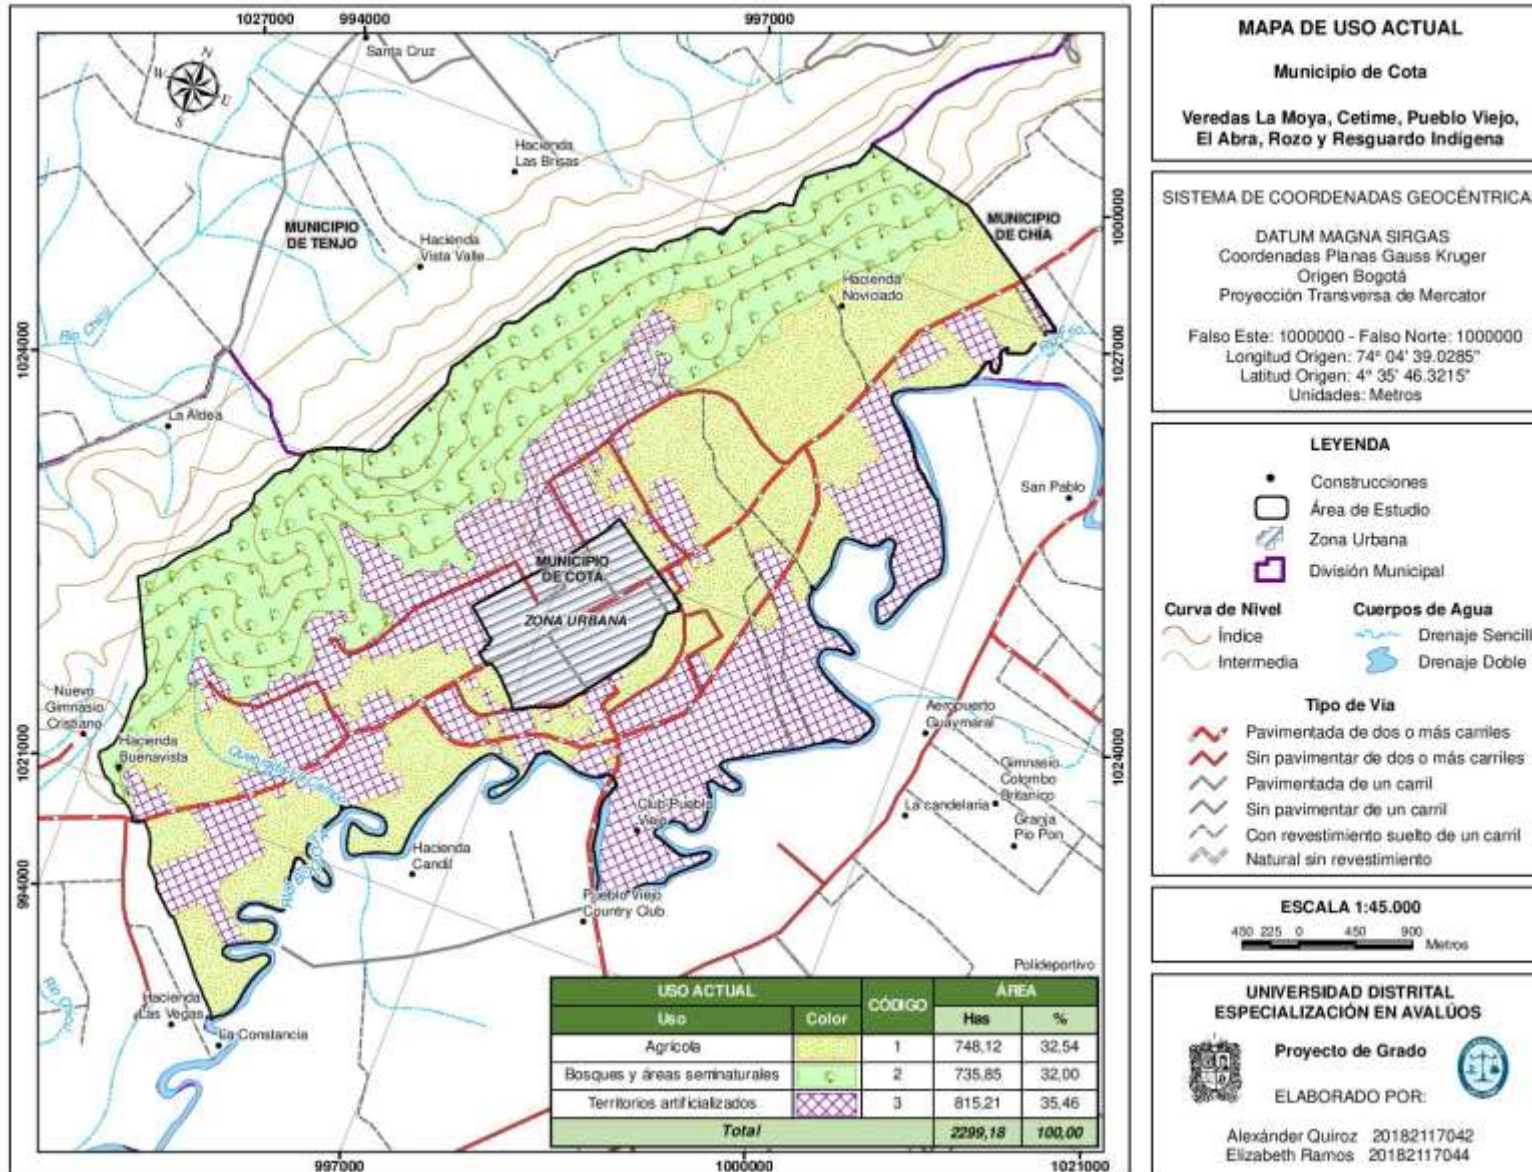 1027000
994000
997000
Santa Cruz
N
W
U
S
Hacienda
Las Brisas
MUNICIPIO
DE TENJO
Hacienda
Vista Valle
MUNICIPIO
DE CHÍA
1000000
Hacienda
Noviciado
Río Chicú
1024000
1027000
La Aldea
San Pablo
MUNICIPIO
DE COTA
ZONA URBANA
Nuevo
Gimnasio
Cristiano
Hacienda
Buenavista
Aeropuerto
Guaymaral
1021000
1024000
Gimnasio
Colombo
Britanico
La candelaria
Granja
Pio Pon
Club Pueblo
Viejo
Hacienda
Candil
994000
Pueblo Viejo
Country Club
Polideportivo
Hacienda
Las Vegas
La Constancia
USO ACTUAL CÓDIGO ÁREA
Uso Color Has %
Agrícola 1 748,12 32,54
Bosques y áreas seminaturales 2 735,85 32,00
Territorios artificializados 3 815,21 35,46
Total 2299,18 100,00
997000
1000000
1021000
MAPA DE USO ACTUAL
Municipio de Cota
Veredas La Moya, Cetime, Pueblo Viejo,
El Abra, Rozo y Resguardo Indígena
SISTEMA DE COORDENADAS GEOCÉNTRICA
DATUM MAGNA SIRGAS
Coordenadas Planas Gauss Kruger
Origen Bogotá
Proyección Transversa de Mercator
Falso Este: 1000000 - Falso Norte: 1000000
Longitud Origen: 74° 04' 39.0285"
Latitud Origen: 4° 35' 46.3215"
Unidades: Metros
LEYENDA
Construcciones
Área de Estudio
Zona Urbana
División Municipal
Curva de Nivel
Índice
Intermedia
Cuerpos de Agua
Drenaje Sencill
Drenaje Doble
Tipo de Vía
Pavimentada de dos o más carriles
Sin pavimentar de dos o más carriles
Pavimentada de un carril
Sin pavimentar de un carril
Con revestimiento suelto de un carril
Natural sin revestimiento
ESCALA 1:45.000
450 225 0 450 900
Metros
UNIVERSIDAD DISTRITAL
ESPECIALIZACIÓN EN AVALÚOS
Proyecto de Grado
ELABORADO POR:
Alexánder Quiroz 20182117042
Elizabeth Ramos 20182117044